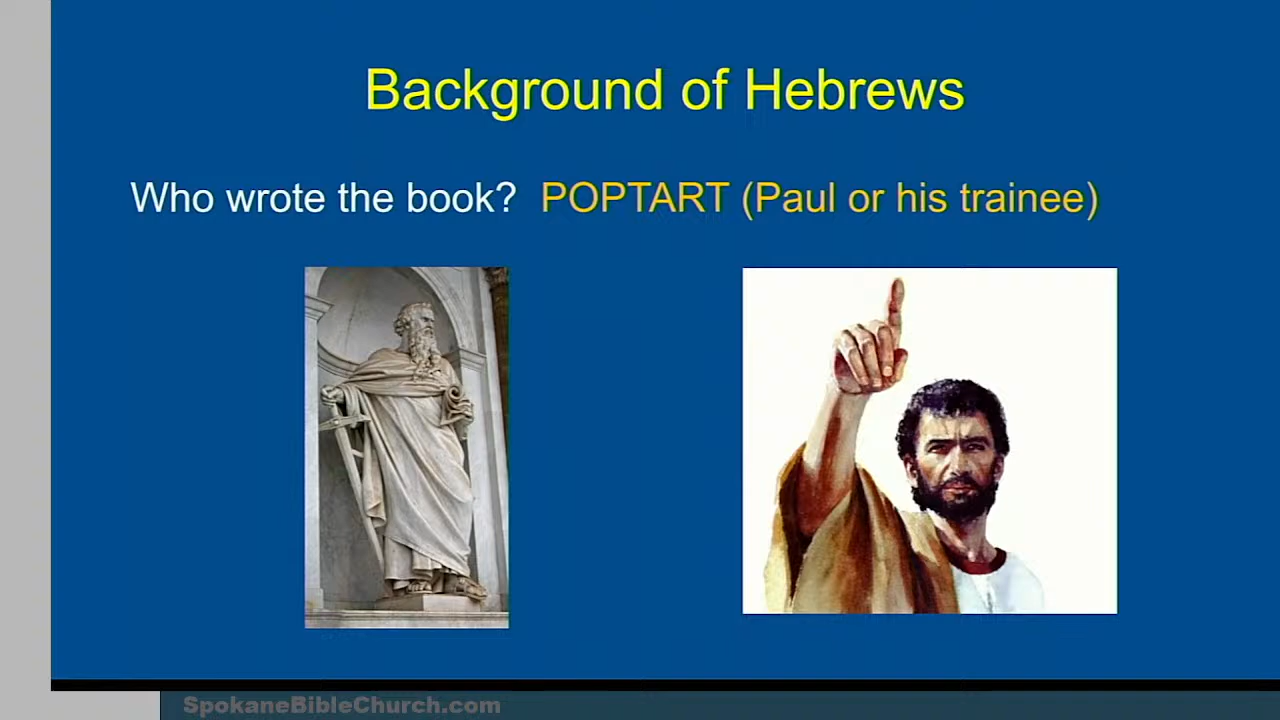 Background of Hebrews
Who wrote the book? POPTART (Paul or his trainee)
SpokaneBibleChurch.com